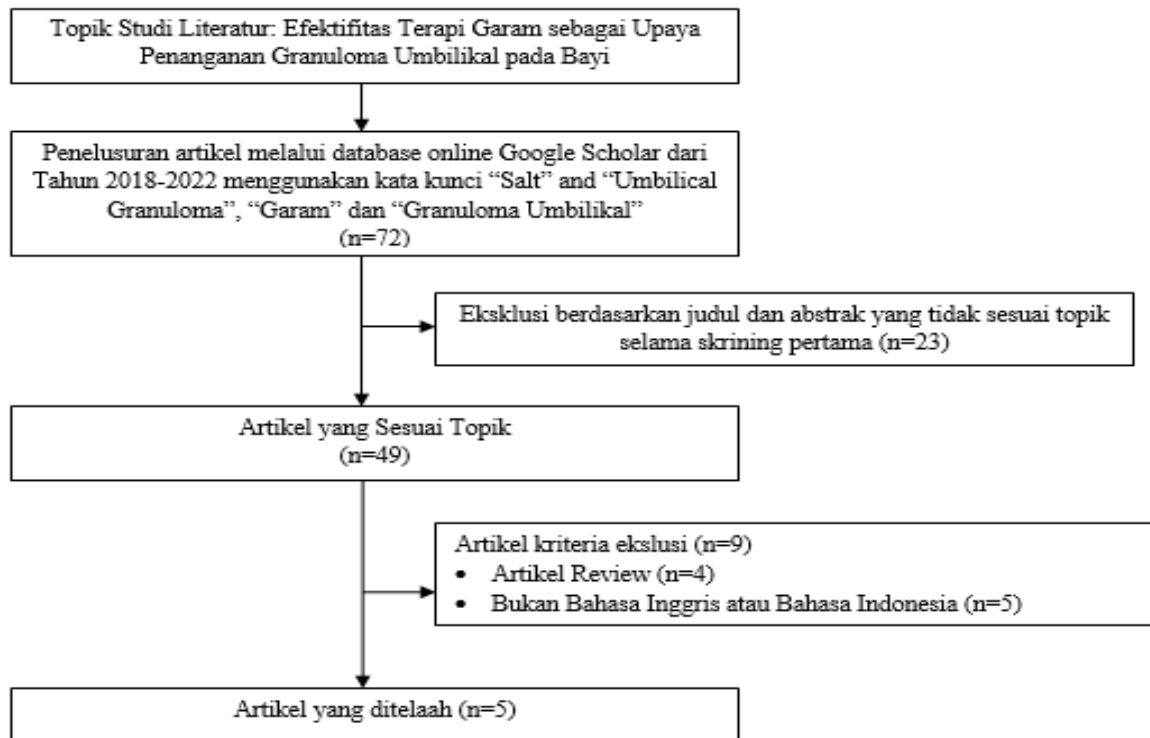 Topik Studi Literatur: Efektifitas Terapi Garam sebagai Upaya
Penanganan Granuloma Umbilikal pada Bayi
Penelusuran artikel melalui database online Google Scholar dari
Tahun 2018-2022 menggunakan kata kunci “Salt” and “Umbilical
Granuloma”, “Garam” dan “Granuloma Umbilikal”
(n=72)
Eksklusi berdasarkan judul dan abstrak yang tidak sesuai topik
selama skrining pertama (n=23)
Artikel yang Sesuai Topik
(n=49)
Artikel kriteria ekslusi (n=9)
• Artikel Review (n=4)
• Bukan Bahasa Inggris atau Bahasa Indonesia (n=5)
Artikel yang ditelaah (n=5)